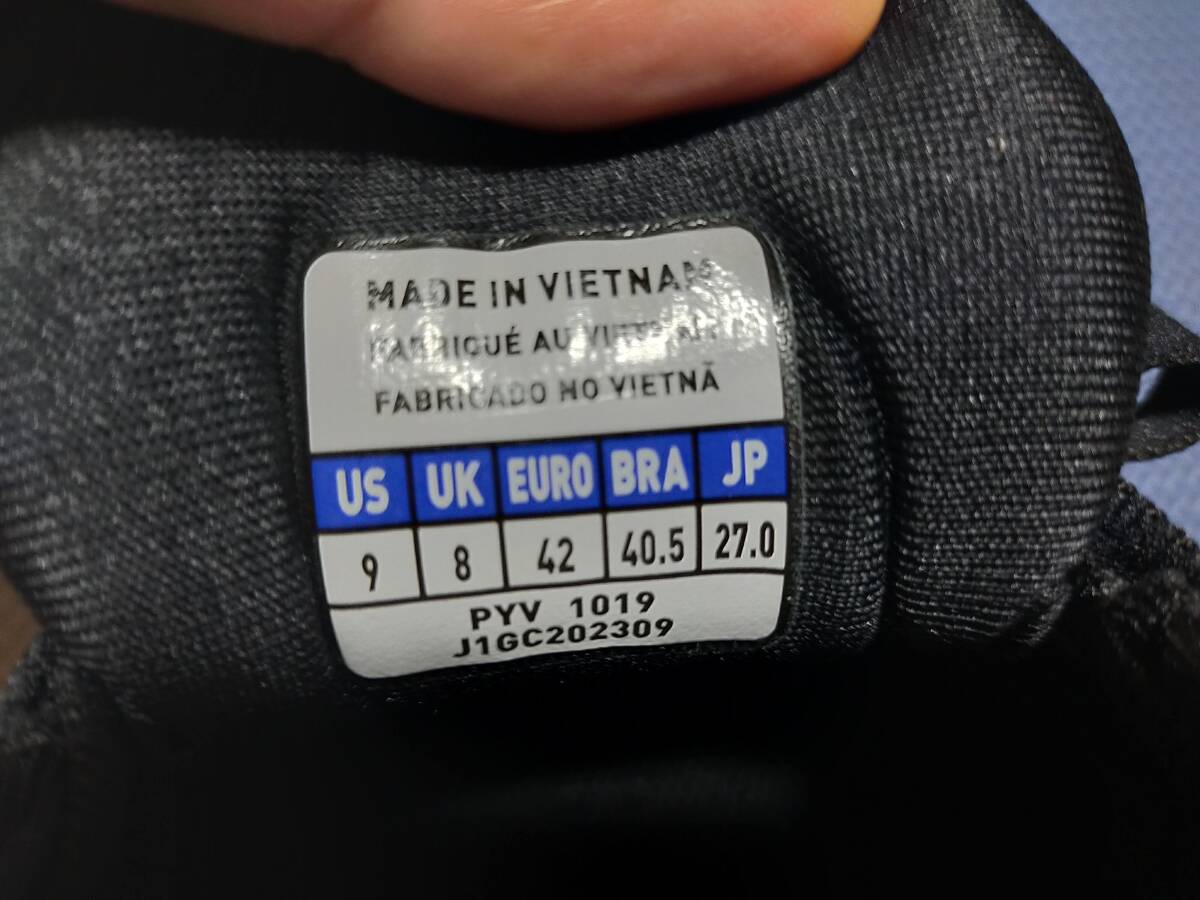 MADE IN VIETNAM
FABRIQUÉ AU VIETNAM
FABRICADO NO VIETNÃ
US UK EURO BRA JP
9 8 42 40.5 27.0
PYV 1019
J1GC202309